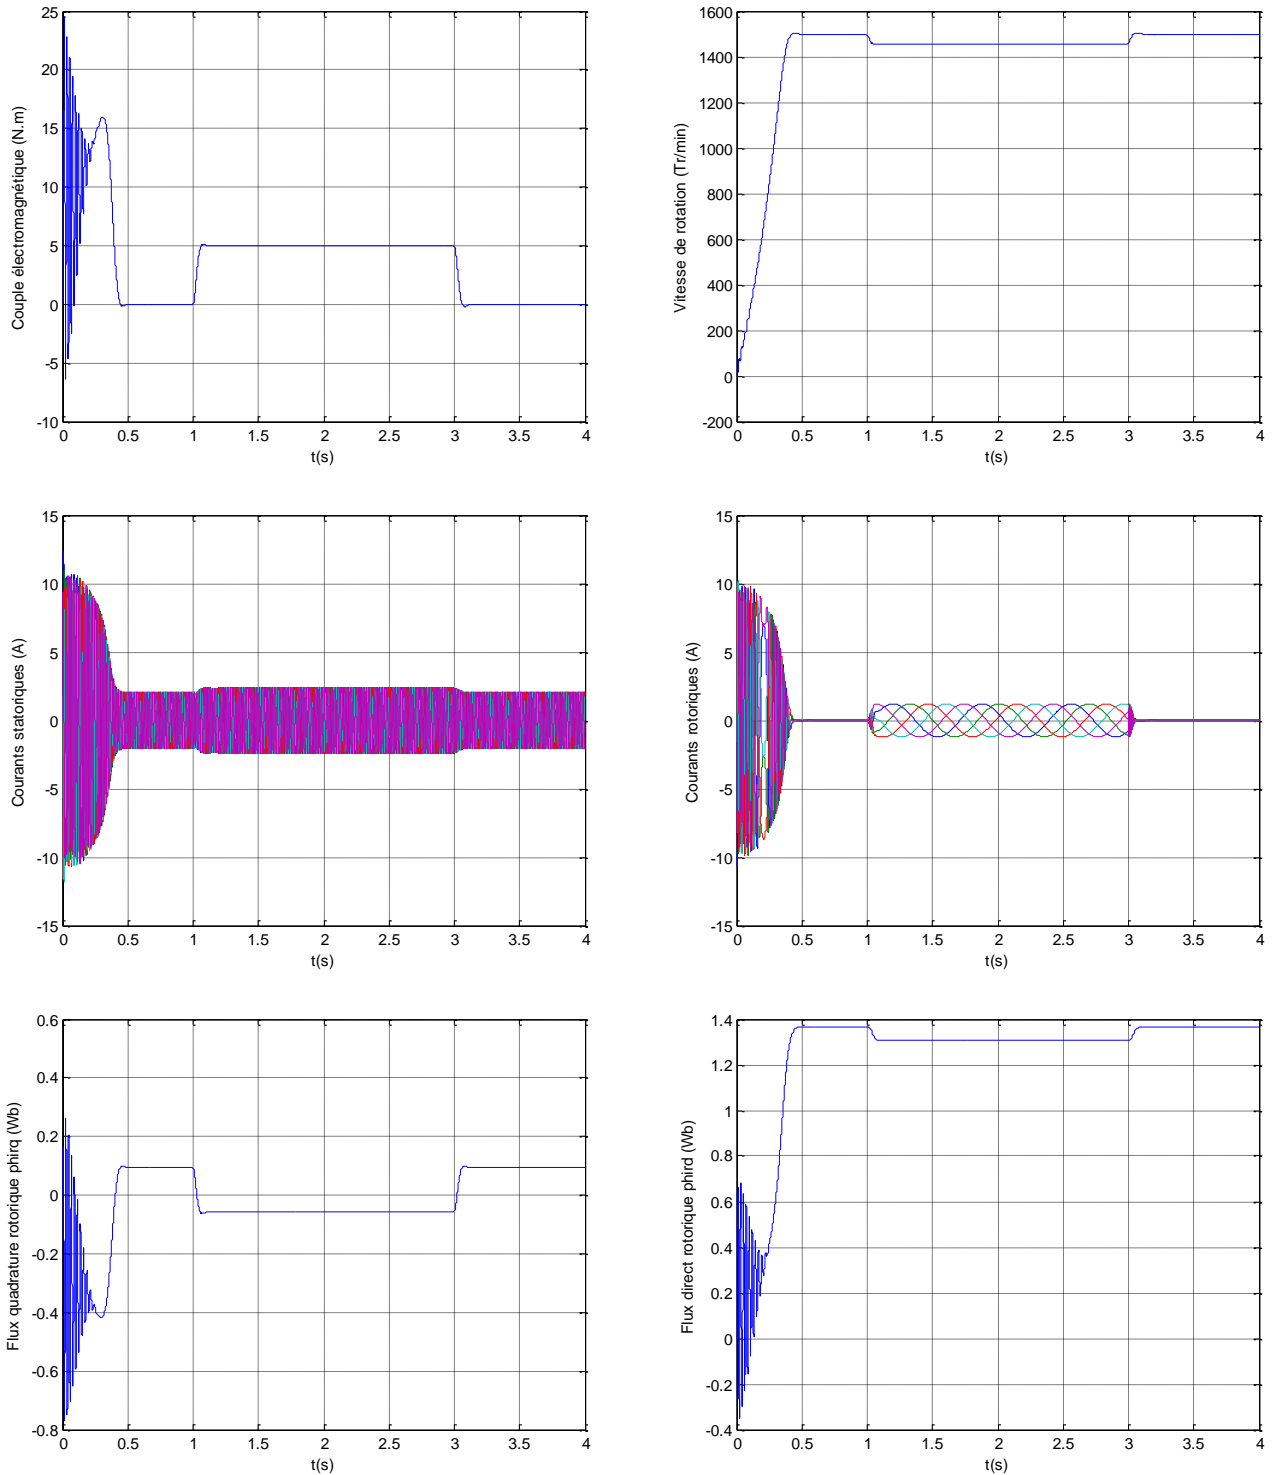 25
20
15
10
5
0
-5
-10
Couple électromagnétique (N.m)
0 0.5 1 1.5 2 2.5 3 3.5 4
t(s)
1600
1400
1200
1000
800
600
400
200
0
-200
Vitesse de rotation (Tr/min)
0 0.5 1 1.5 2 2.5 3 3.5 4
t(s)
15
10
5
0
-5
-10
-15
Courants statoriques (A)
0 0.5 1 1.5 2 2.5 3 3.5 4
t(s)
15
10
5
0
-5
-10
-15
Courants rotoriques (A)
0 0.5 1 1.5 2 2.5 3 3.5 4
t(s)
0.6
0.4
0.2
0
-0.2
-0.4
-0.6
-0.8
Flux quadrature rotorique phirq (Wb)
0 0.5 1 1.5 2 2.5 3 3.5 4
t(s)
1.4
1.2
1
0.8
0.6
0.4
0.2
0
-0.2
-0.4
Flux direct rotorique phird (Wb)
0 0.5 1 1.5 2 2.5 3 3.5 4
t(s)